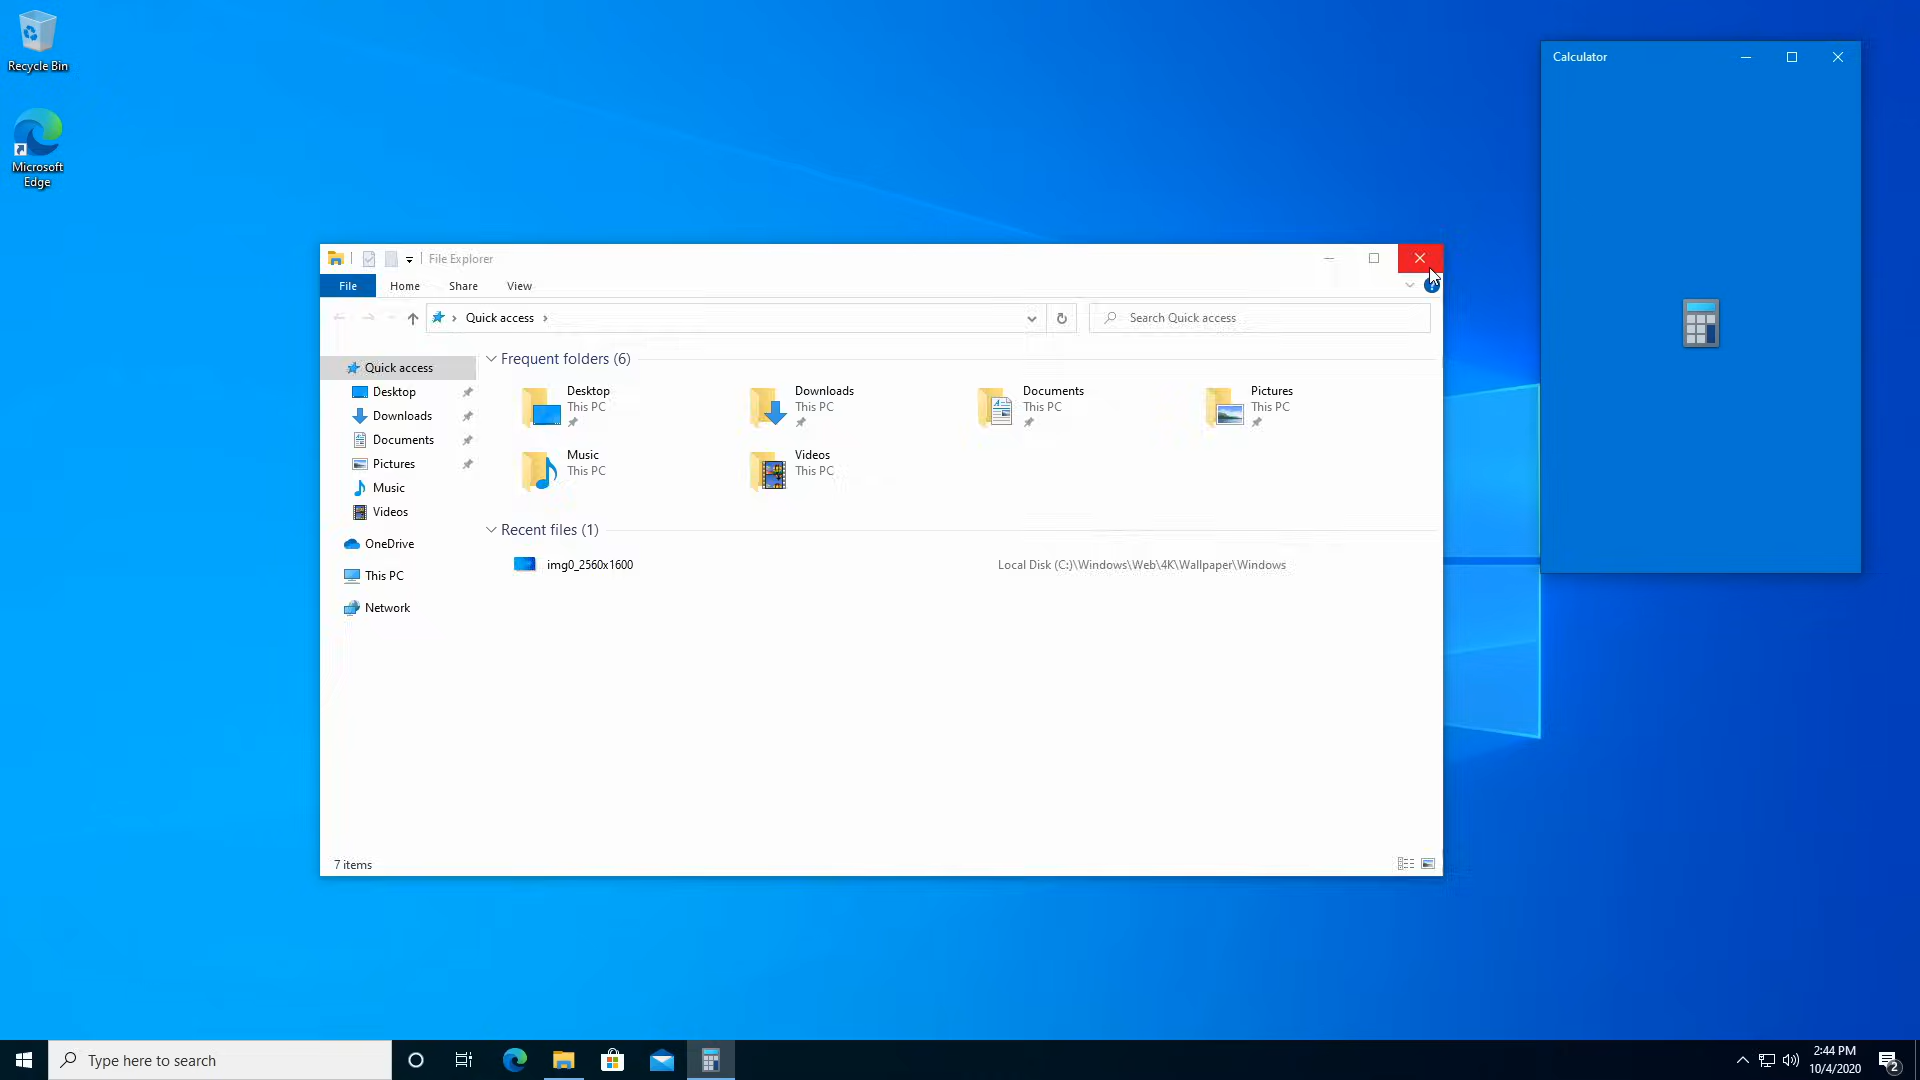 Recycle Bin
Microsoft
Edge
Calculator
File Explorer
File
Home
Share
View
?
Quick access
Search Quick access
Quick access
Desktop
Downloads
Documents
Pictures
Music
Videos
OneDrive
This PC
Network
Frequent folders (6)
Desktop
This PC
Downloads
This PC
Documents
This PC
Pictures
This PC
Music
This PC
Videos
This PC
Recent files (1)
img0_2560x1600
Local Disk (C:)\Windows\Web\4K\Wallpaper\Windows
7 items
Type here to search
2:44 PM
10/4/2020
2